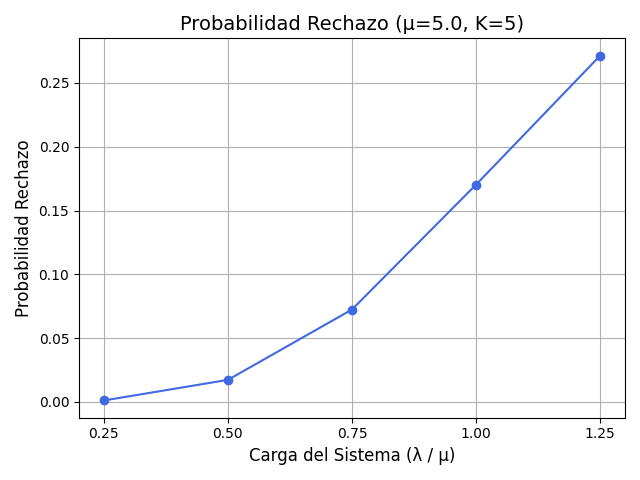 Probabilidad Rechazo (μ=5.0, K=5)
Probabilidad Rechazo
0.25
0.20
0.15
0.10
0.05
0.00
0.25 0.50 0.75 1.00 1.25
Carga del Sistema (λ / μ)